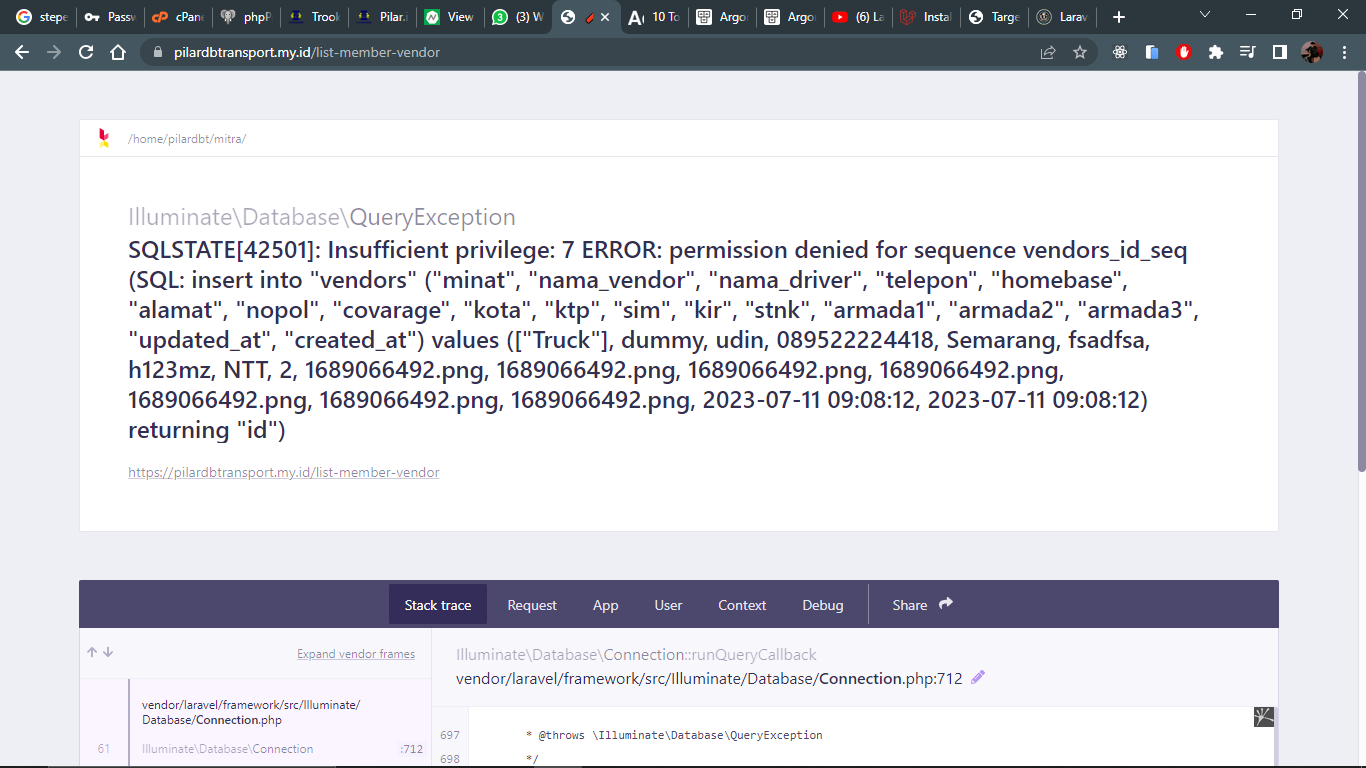 stepe
Passw
cPane
phpP
Trook
Pilar.
View
(3) W
10 To
Argo
Argo
(6) La
Instal
Targe
Larav
pilardbtransport.my.id/list-member-vendor
/home/pilardbt/mitra/
Illuminate\Database\QueryException
SQLSTATE[42501]: Insufficient privilege: 7 ERROR: permission denied for sequence vendors_id_seq
(SQL: insert into "vendors" ("minat", "nama_vendor", "nama_driver", "telepon", "homebase",
"alamat", "nopol", "covarage", "kota", "ktp", "sim", "kir", "stnk", "armada1", "armada2", "armada3",
"updated_at", "created_at") values (["Truck"], dummy, udin, 089522224418, Semarang, fsadfsa,
h123mz, NTT, 2, 1689066492.png, 1689066492.png, 1689066492.png, 1689066492.png,
1689066492.png, 1689066492.png, 1689066492.png, 2023-07-11 09:08:12, 2023-07-11 09:08:12)
returning "id")
https://pilardbtransport.my.id/list-member-vendor
Stack trace
Request
App
User
Context
Debug
Share
Expand vendor frames
vendor/laravel/framework/src/Illuminate/
Database/Connection.php
61 Illuminate\Database\Connection :712
Illuminate\Database\Connection::runQueryCallback
vendor/laravel/framework/src/Illuminate/Database/Connection.php:712
697 * @throws \Illuminate\Database\QueryException
698 */